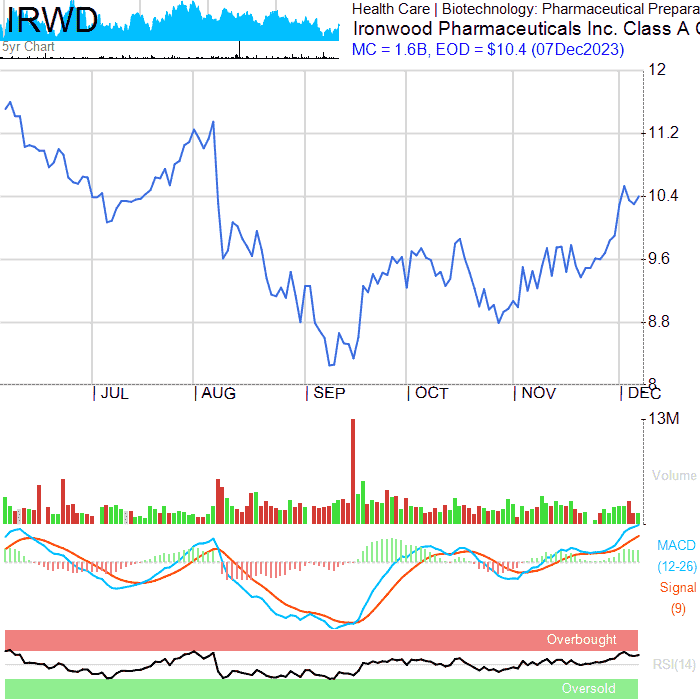 IRWD
5yr Chart
Health Care | Biotechnology: Pharmaceutical Prepara
Ironwood Pharmaceuticals Inc. Class A C
MC = 1.6B, EOD = $10.4 (07Dec2023)
12
11.2
10.4
9.6
8.8
8
JUL AUG SEP OCT NOV DEC
13M
Volume
MACD
(12-26)
Signal
(9)
Overbought
RSI(14)
Oversold